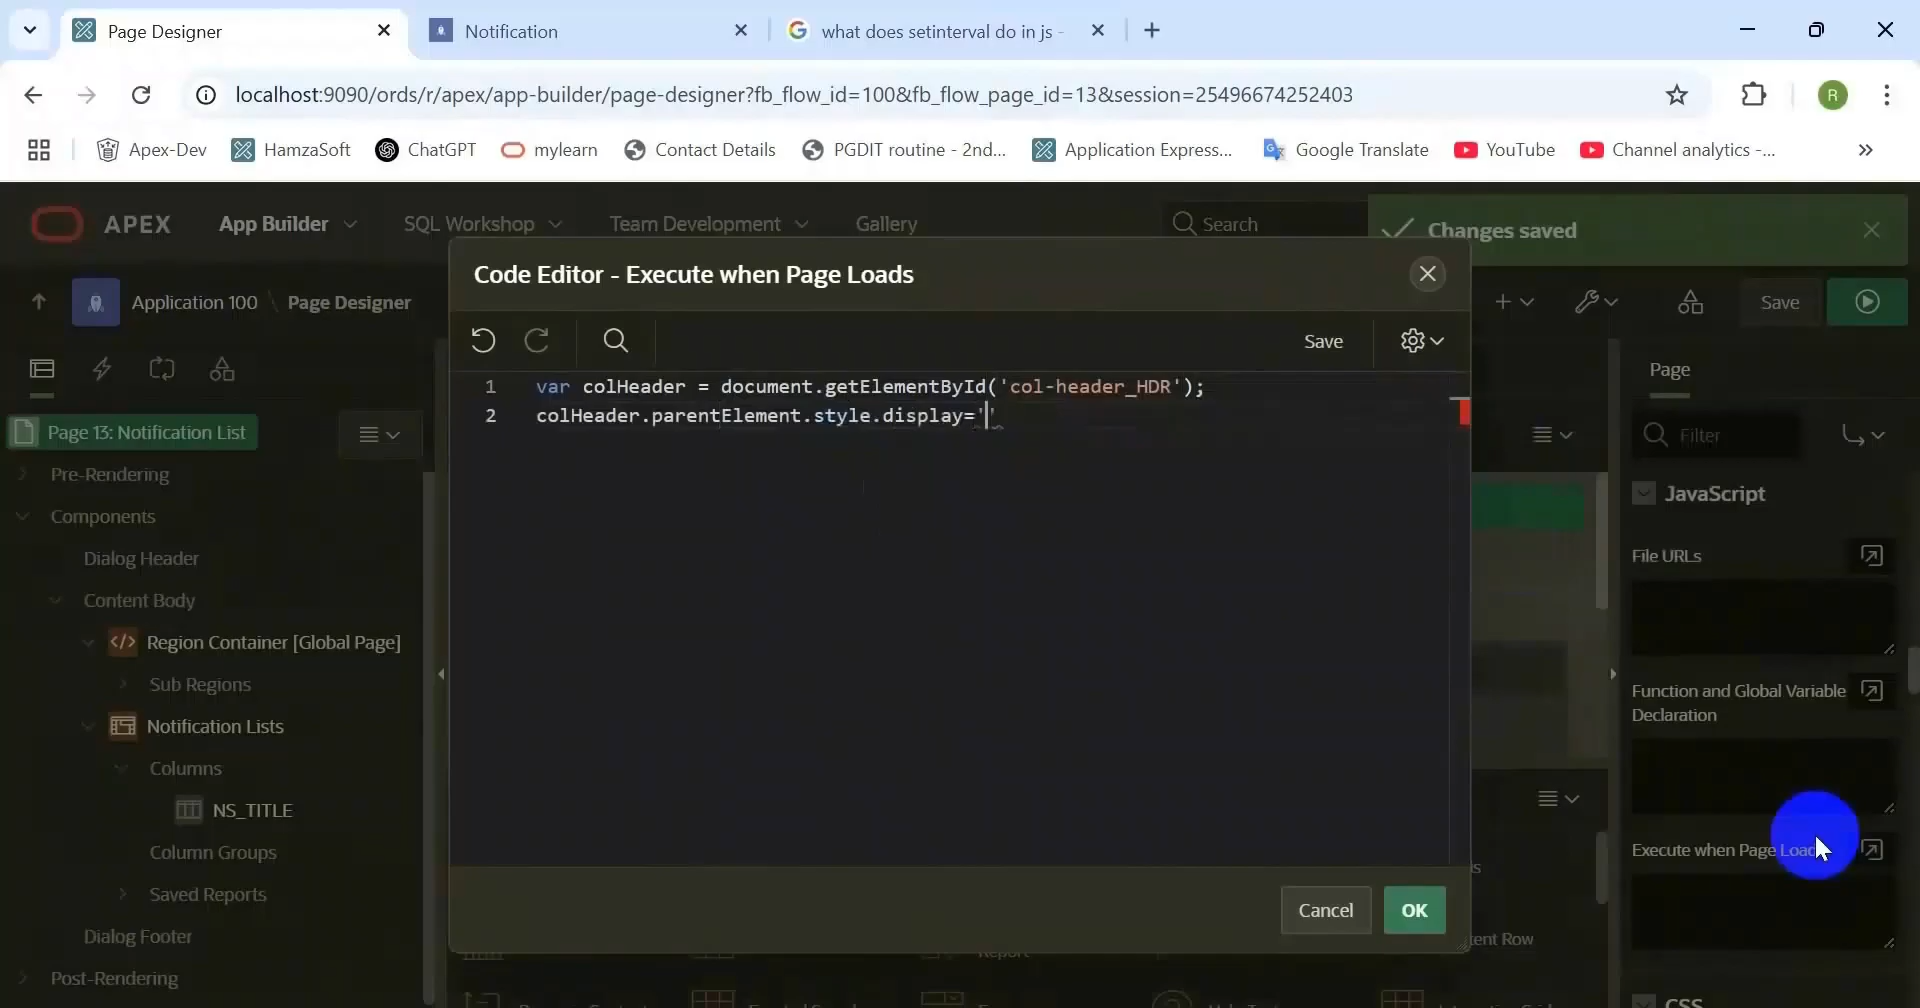 Page Designer
Notification
what does setinterval do in js -
localhost:9090/ords/r/apex/app-builder/page-designer?fb_flow_id=100&fb_flow_page_id=13&session=25496674252403
R
Apex-Dev
HamzaSoft
ChatGPT
mylearn
Contact Details
PGDIT routine - 2nd...
Application Express...
Google Translate
YouTube
Channel analytics -...
APEX
App Builder
SQL Workshop
Team Development
Gallery
Search
Changes saved
Application 100 \ Page Designer
Save
Code Editor - Execute when Page Loads
Save
1 var colHeader = document.getElementById('col-header_HDR');
2 colHeader.parentElement.style.display=''
Cancel
OK
Page 13: Notification List
Pre-Rendering
Components
Dialog Header
Content Body
Region Container [Global Page]
Sub Regions
Notification Lists
Columns
NS_TITLE
Column Groups
Saved Reports
Dialog Footer
Post-Rendering
Page
Filter
JavaScript
File URLs
Function and Global Variable
Declaration
Execute when Page
CSS